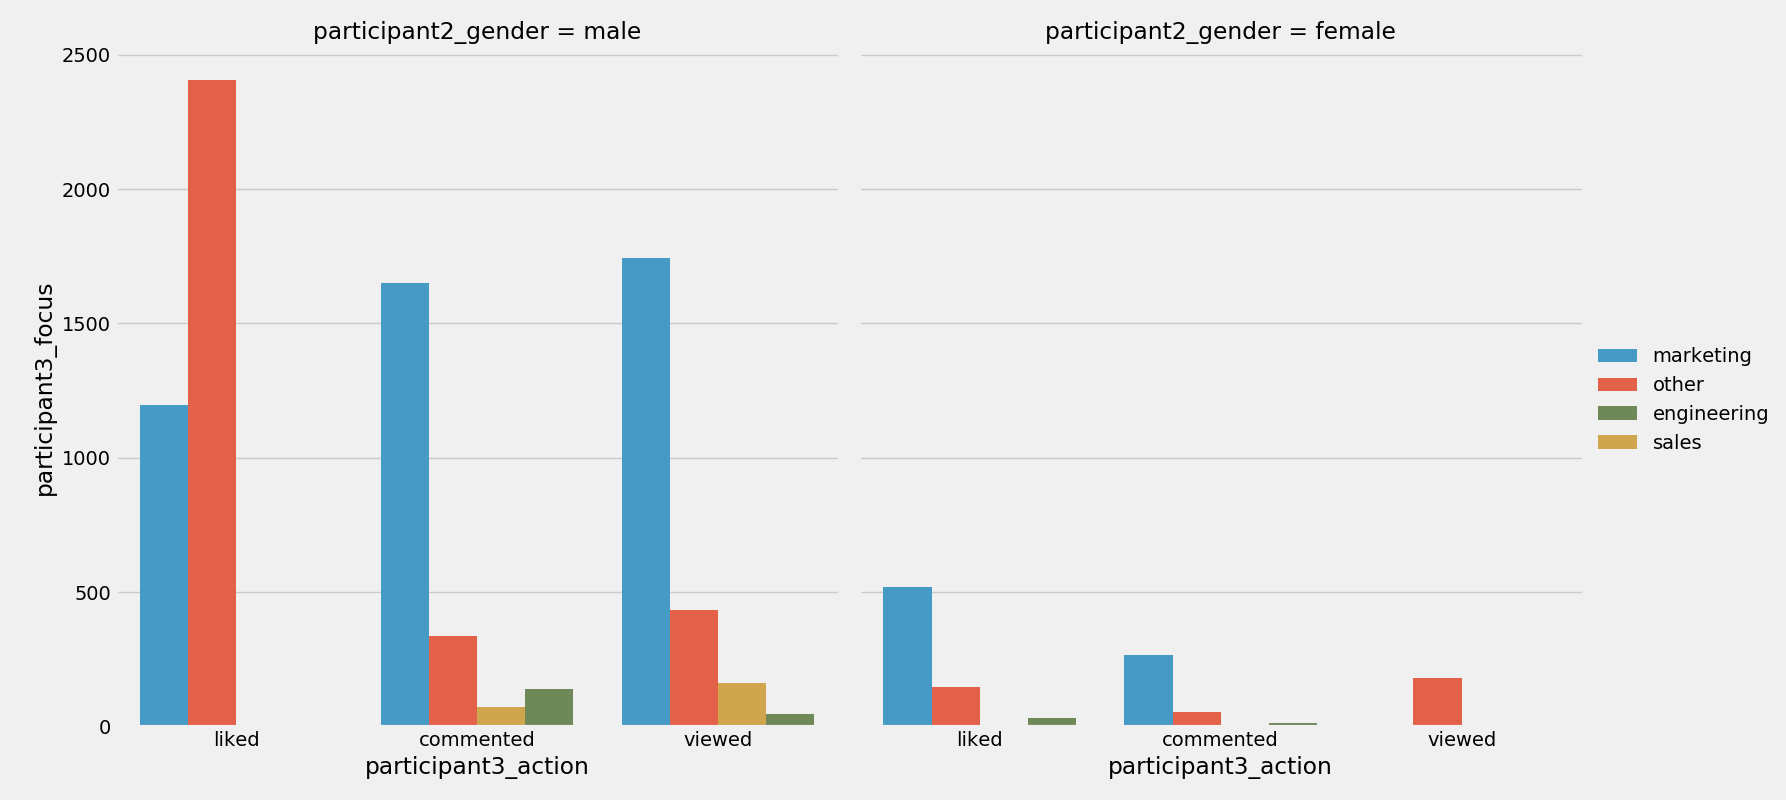 participant2_gender = male
participant2_gender = female
2500
2000
1500
1000
500
0
participant3_focus
liked
commented
viewed
participant3_action
liked
commented
viewed
participant3_action
marketing
other
engineering
sales